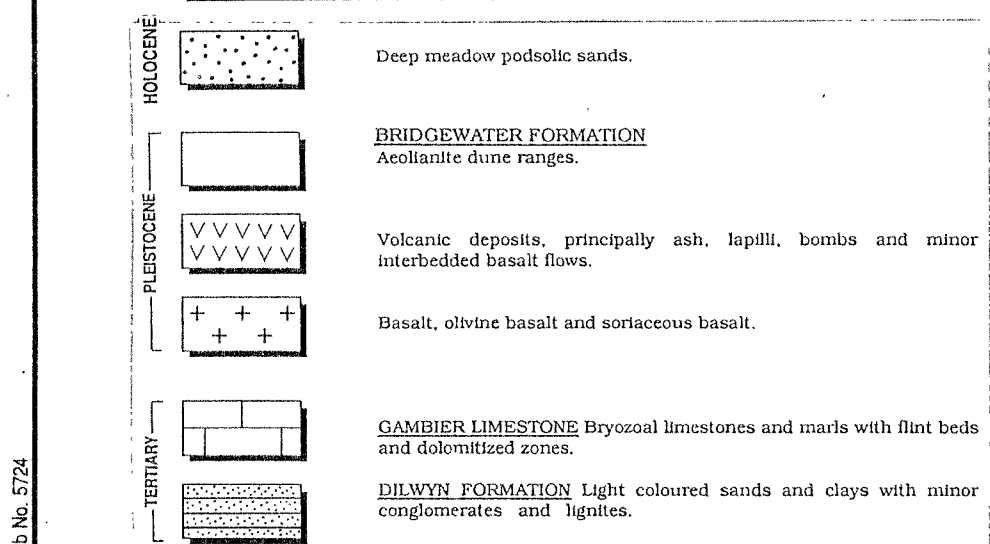 HOLOCENE
Deep meadow podsolic sands.
PLEISTOCENE
BRIDGEWATER FORMATION
Aeolianite dune ranges.
Volcanic deposits, principally ash, lapilli, bombs and minor
interbedded basalt flows.
Basalt, olivine basalt and soriaceous basalt.
TERTIARY
GAMBIER LIMESTONE Bryozoal limestones and marls with flint beds
and dolomitized zones.
DILWYN FORMATION Light coloured sands and clays with minor
conglomerates and lignites.
b No. 5724